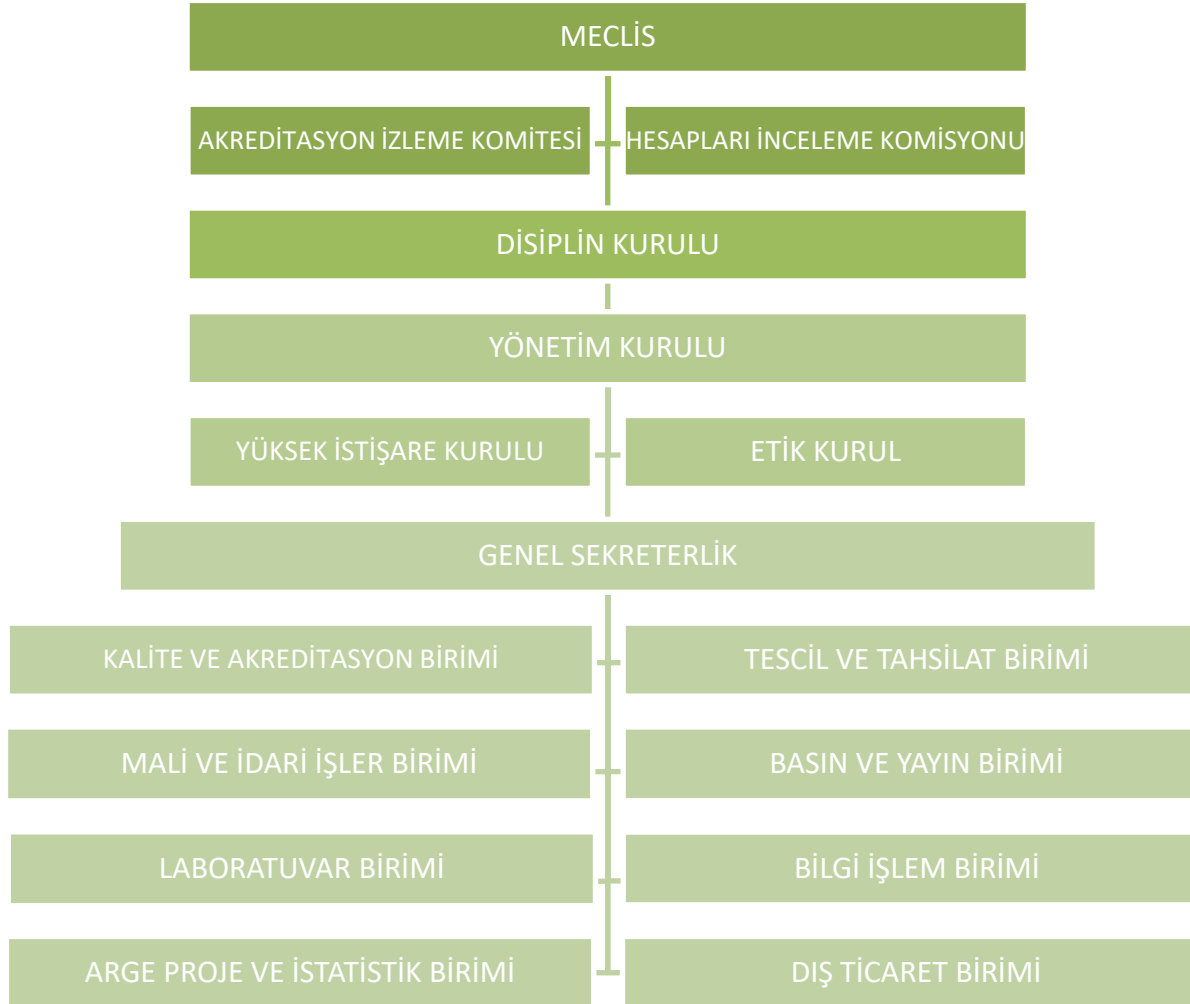 MECLİS
AKREDİTASYON İZLEME KOMİTESİ
HESAPLARI İNCELEME KOMİSYONU
DİSİPLİN KURULU
YÖNETİM KURULU
YÜKSEK İSTİŞARE KURULU
ETİK KURUL
GENEL SEKRETERLİK
KALİTE VE AKREDİTASYON BİRİMİ
TESCİL VE TAHSİLAT BİRİMİ
MALİ VE İDARİ İŞLER BİRİMİ
BASIN VE YAYIN BİRİMİ
LABORATUVAR BİRİMİ
BİLGİ İŞLEM BİRİMİ
ARGE PROJE VE İSTATİSTİK BİRİMİ
DIŞ TİCARET BİRİMİ